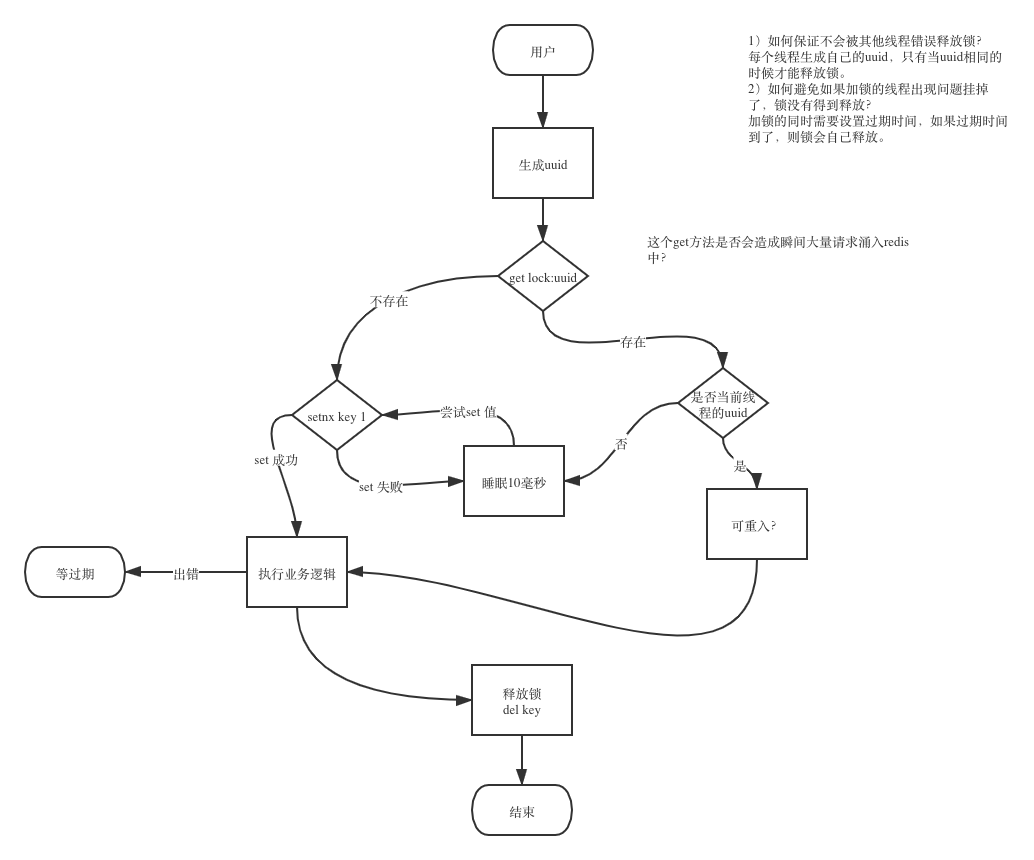 用户
1）如何保证不会被其他线程错误释放锁？
每个线程生成自己的uuid，只有当uuid相同的
时候才能释放锁。
2）如何避免如果加锁的线程出现问题挂掉
了，锁没有得到释放？
加锁的同时需要设置过期时间，如果过期时间
到了，则锁会自己释放。
生成uuid
这个get方法是否会造成瞬间大量请求涌入redis
中？
get lock:uuid
不存在
存在
是否当前线
程的uuid
setnx key 1
尝试set 值
否
set 成功
set 失败
睡眠10毫秒
是
可重入？
等过期
出错
执行业务逻辑
释放锁
del key
结束